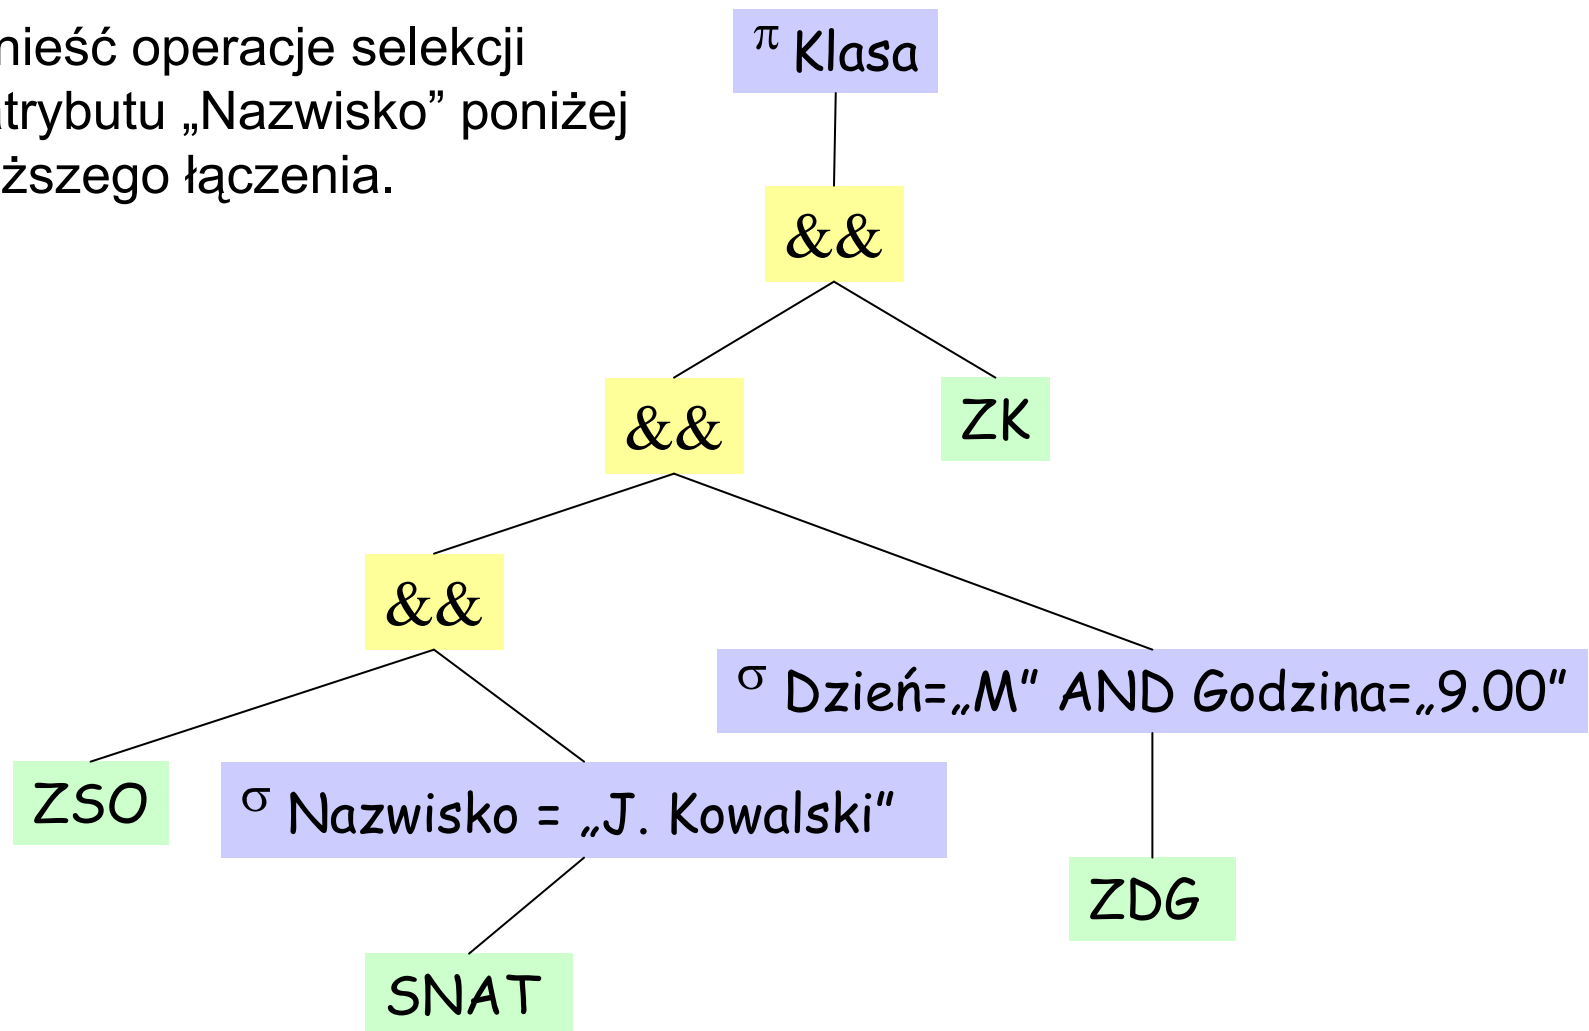 nieść operacje selekcji
atrybutu „Nazwisko” poniżej
ższego łączenia.
π Klasa
&&
&&
ZK
&&
σ Dzień=„M” AND Godzina=„9.00”
ZSO
σ Nazwisko = „J. Kowalski”
ZDG
SNAT